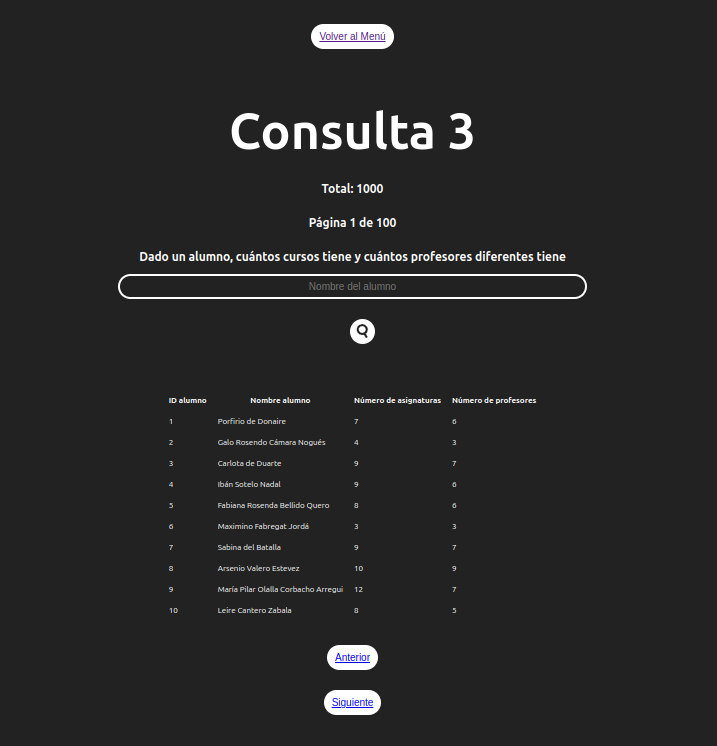 Volver al Menú
Consulta 3
Total: 1000
Página 1 de 100
Dado un alumno, cuántos cursos tiene y cuántos profesores diferentes tiene
Nombre del alumno
ID alumno Nombre alumno Número de asignaturas Número de profesores
1 Porfirio de Donaire 7 6
2 Galo Rosendo Cámara Nogués 4 3
3 Carlota de Duarte 9 7
4 Ibán Sotelo Nadal 9 6
5 Fabiana Rosenda Bellido Quero 8 6
6 Maximino Fabregat Jordá 3 3
7 Sabina del Batalla 9 7
8 Arsenio Valero Estevez 10 9
9 María Pilar Olalla Corbacho Arregui 12 7
10 Leire Cantero Zabala 8 5
Anterior
Siguiente